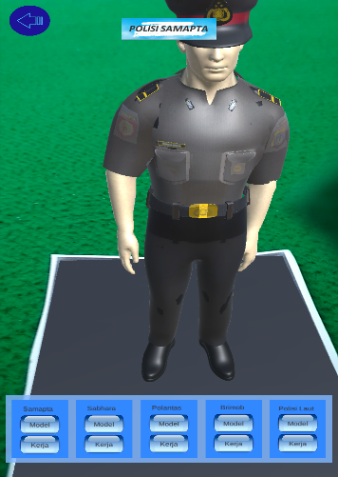 POLISI SAMAPTA
Samapta Sabhara Polantas Brimob Polisi Laut
Model Model Model Model Model
Kerja Kerja Kerja Kerja Kerja